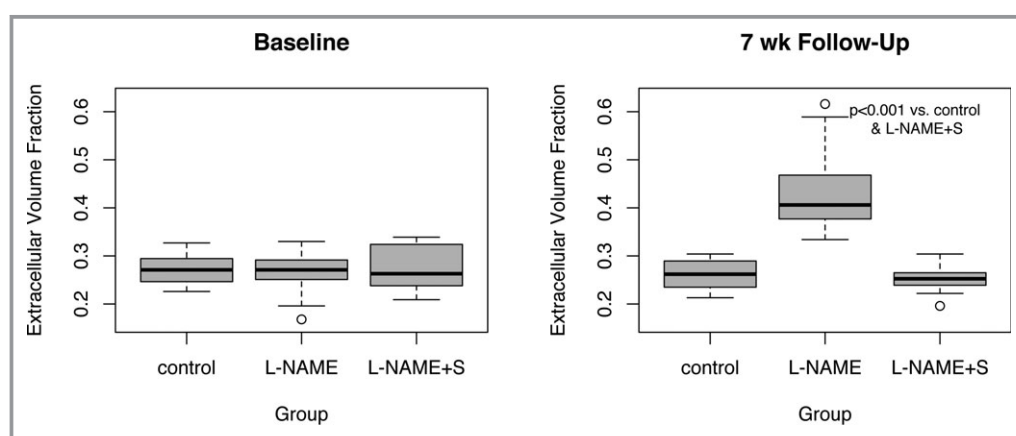 Baseline
Extracellular Volume Fraction
0.6
0.5
0.4
0.3
0.2
control L-NAME L-NAME+S
Group
7 wk Follow-Up
Extracellular Volume Fraction
0.6
0.5
0.4
0.3
0.2
p<0.001 vs. control
& L-NAME+S
control L-NAME L-NAME+S
Group